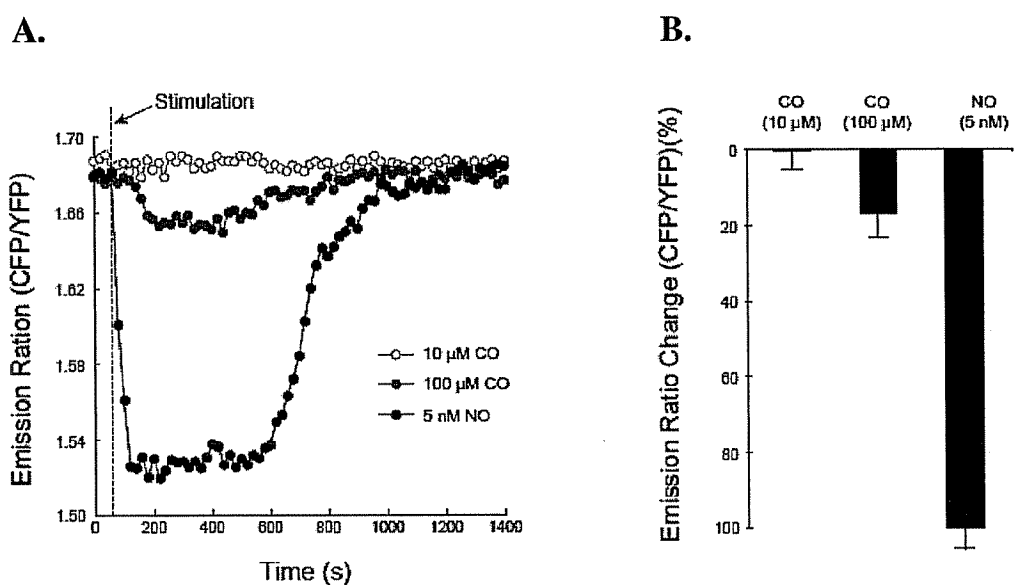 A.
B.
Stimulation
1.70
1.66
1.62
1.58
1.54
1.50
Emission Ration (CFP/YFP)
10 µM CO
100 µM CO
5 nM NO
0 200 400 600 800 1000 1200 1400
Time (s)
CO
(10 µM)
CO
(100 µM)
NO
(5 nM)
0
20
40
60
80
100
Emission Ratio Change (CFP/YFP)(%)